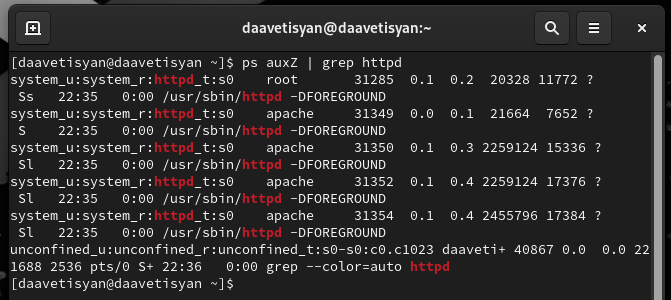 daavetisyan@daavetisyan:~
[daavetisyan@daavetisyan ~]$ ps auxZ | grep httpd
system_u:system_r:httpd_t:s0    root       31285  0.1  0.2  20328 11772 ?
 Ss   22:35   0:00 /usr/sbin/httpd -DFOREGROUND
system_u:system_r:httpd_t:s0    apache     31349  0.0  0.1  21664  7652 ?
 S    22:35   0:00 /usr/sbin/httpd -DFOREGROUND
system_u:system_r:httpd_t:s0    apache     31350  0.1  0.3 2259124 15336 ?
 Sl   22:35   0:00 /usr/sbin/httpd -DFOREGROUND
system_u:system_r:httpd_t:s0    apache     31352  0.1  0.4 2259124 17376 ?
 Sl   22:35   0:00 /usr/sbin/httpd -DFOREGROUND
system_u:system_r:httpd_t:s0    apache     31354  0.1  0.4 2455796 17384 ?
 Sl   22:35   0:00 /usr/sbin/httpd -DFOREGROUND
unconfined_u:unconfined_r:unconfined_t:s0-s0:c0.c1023 daaveti+ 40867 0.0  0.0 22
1688 2536 pts/0 S+ 22:36   0:00 grep --color=auto httpd
[daavetisyan@daavetisyan ~]$